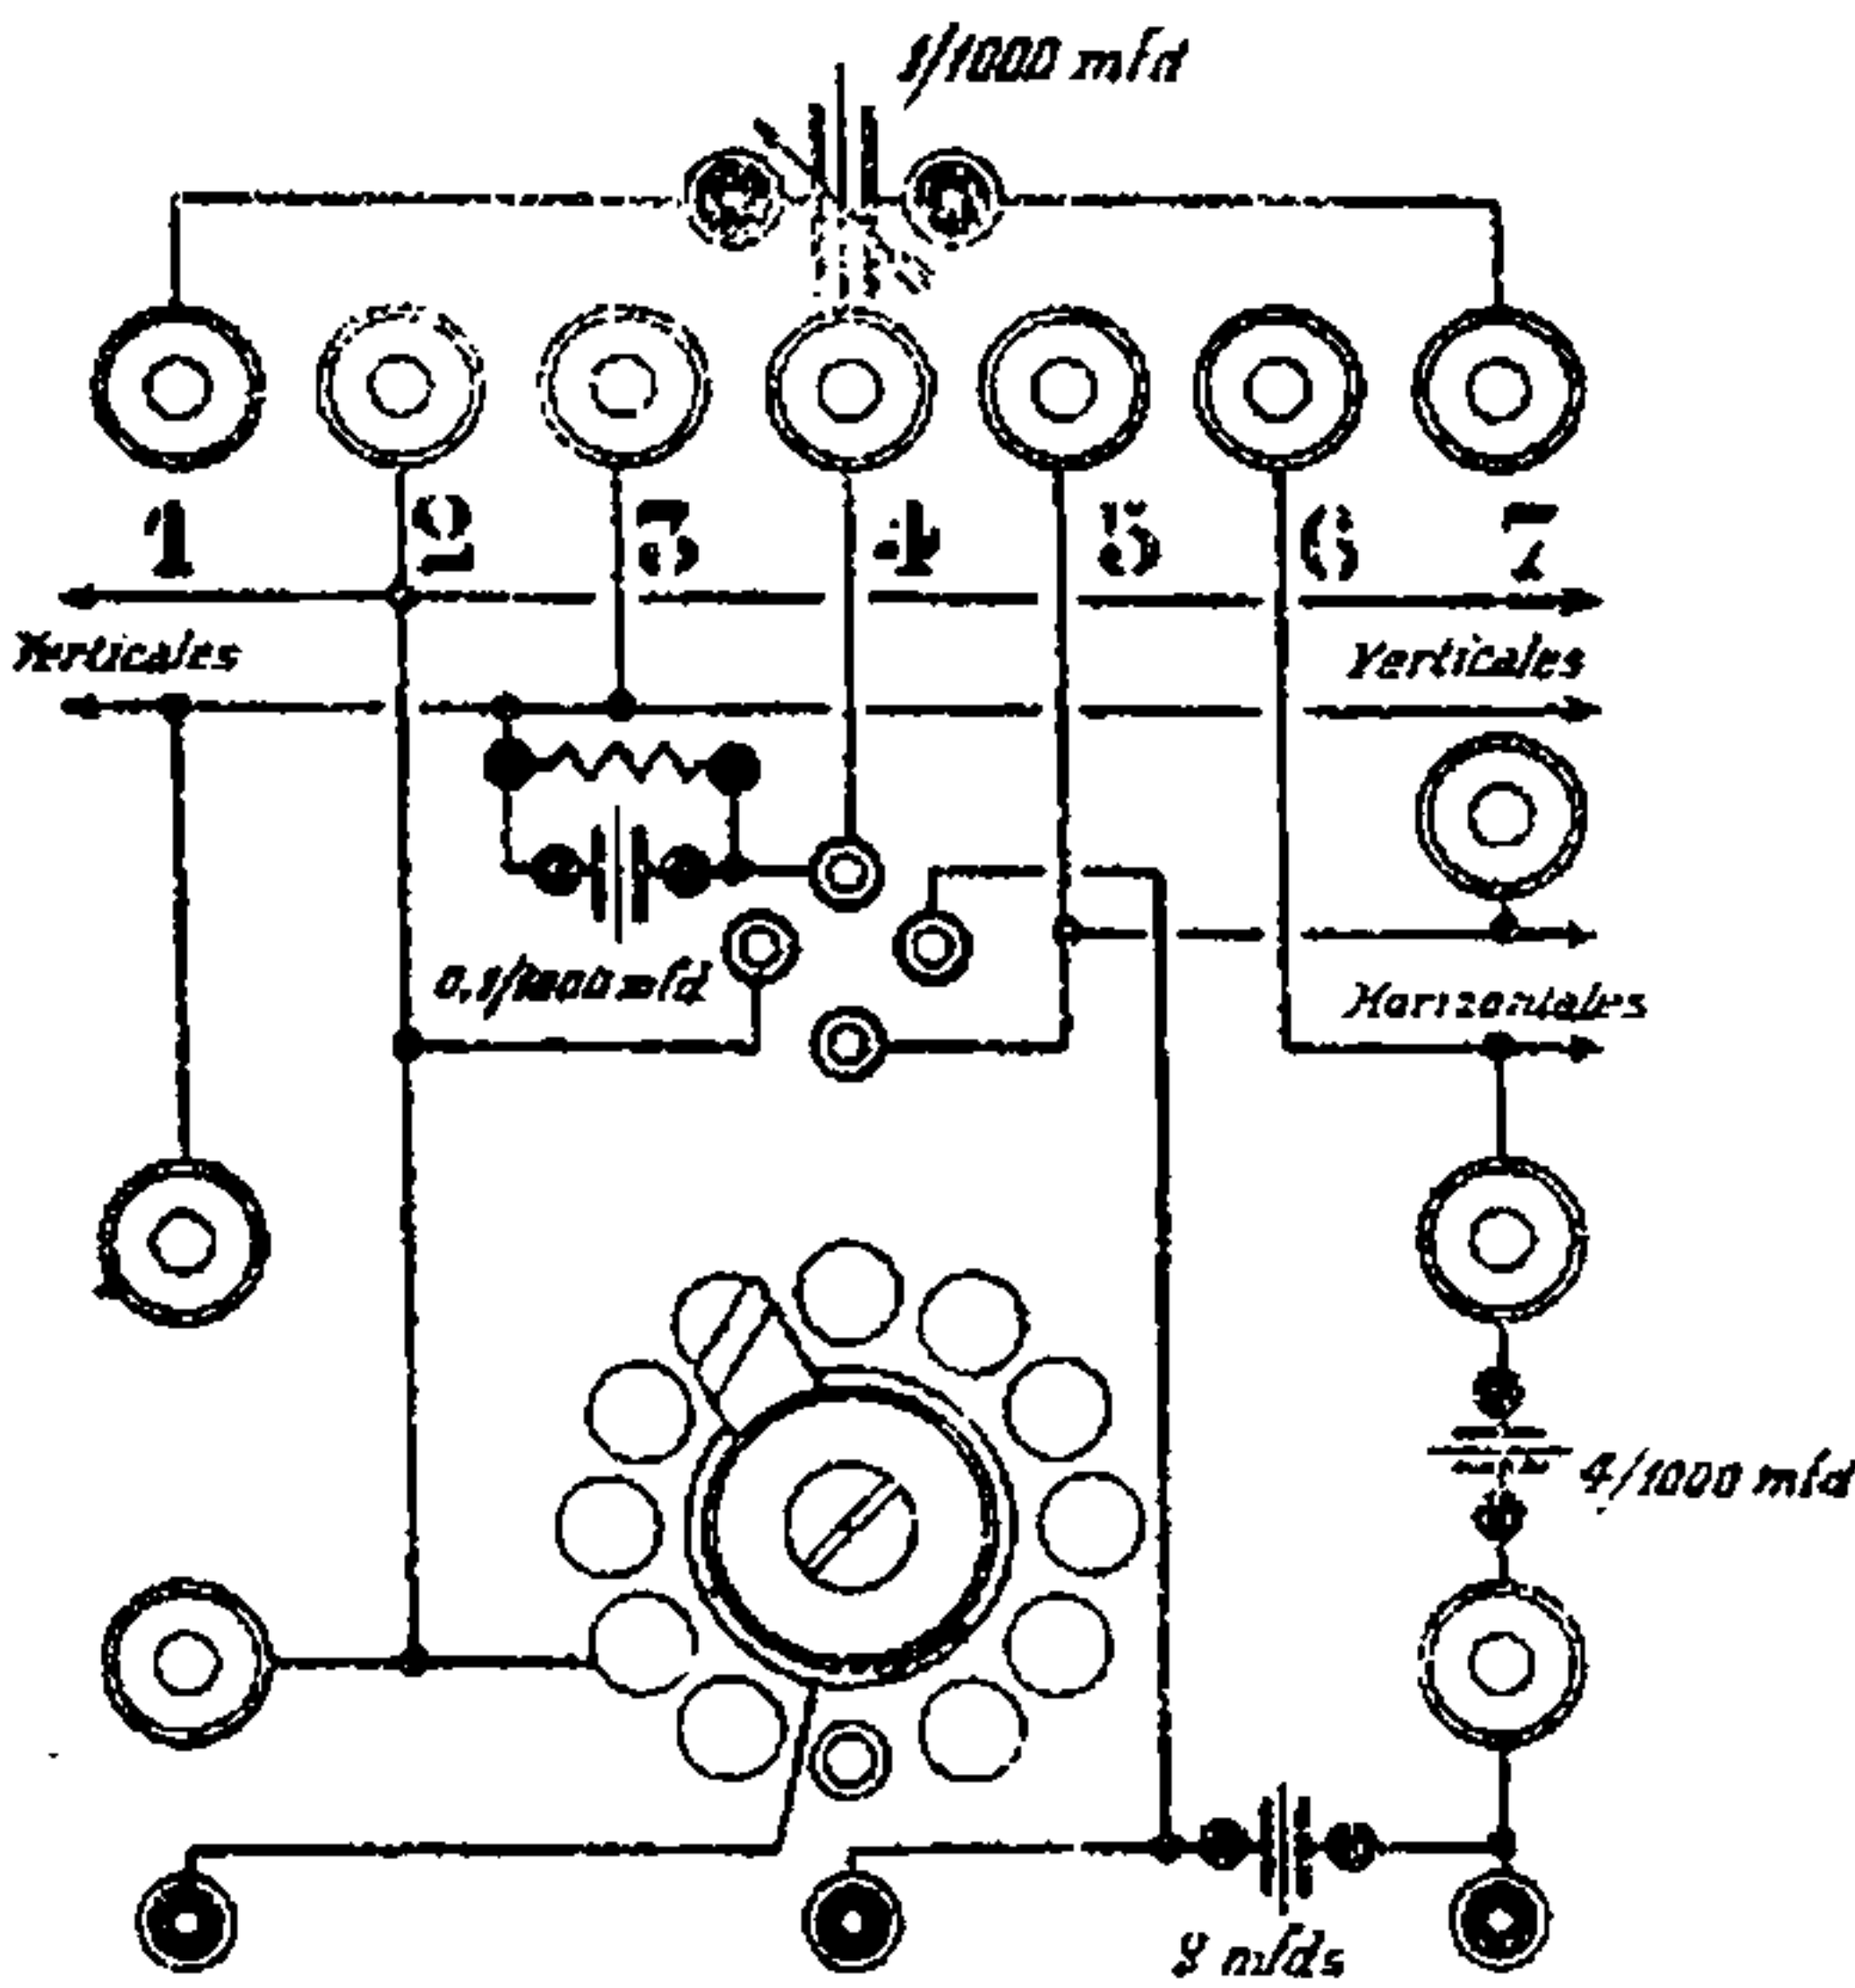 1/1000 mfd
1 2 3 4 5 6 7
Verticales
Verticales
0,1/1000 mfd
Horizontales
4/1000 mfd
8 mfds